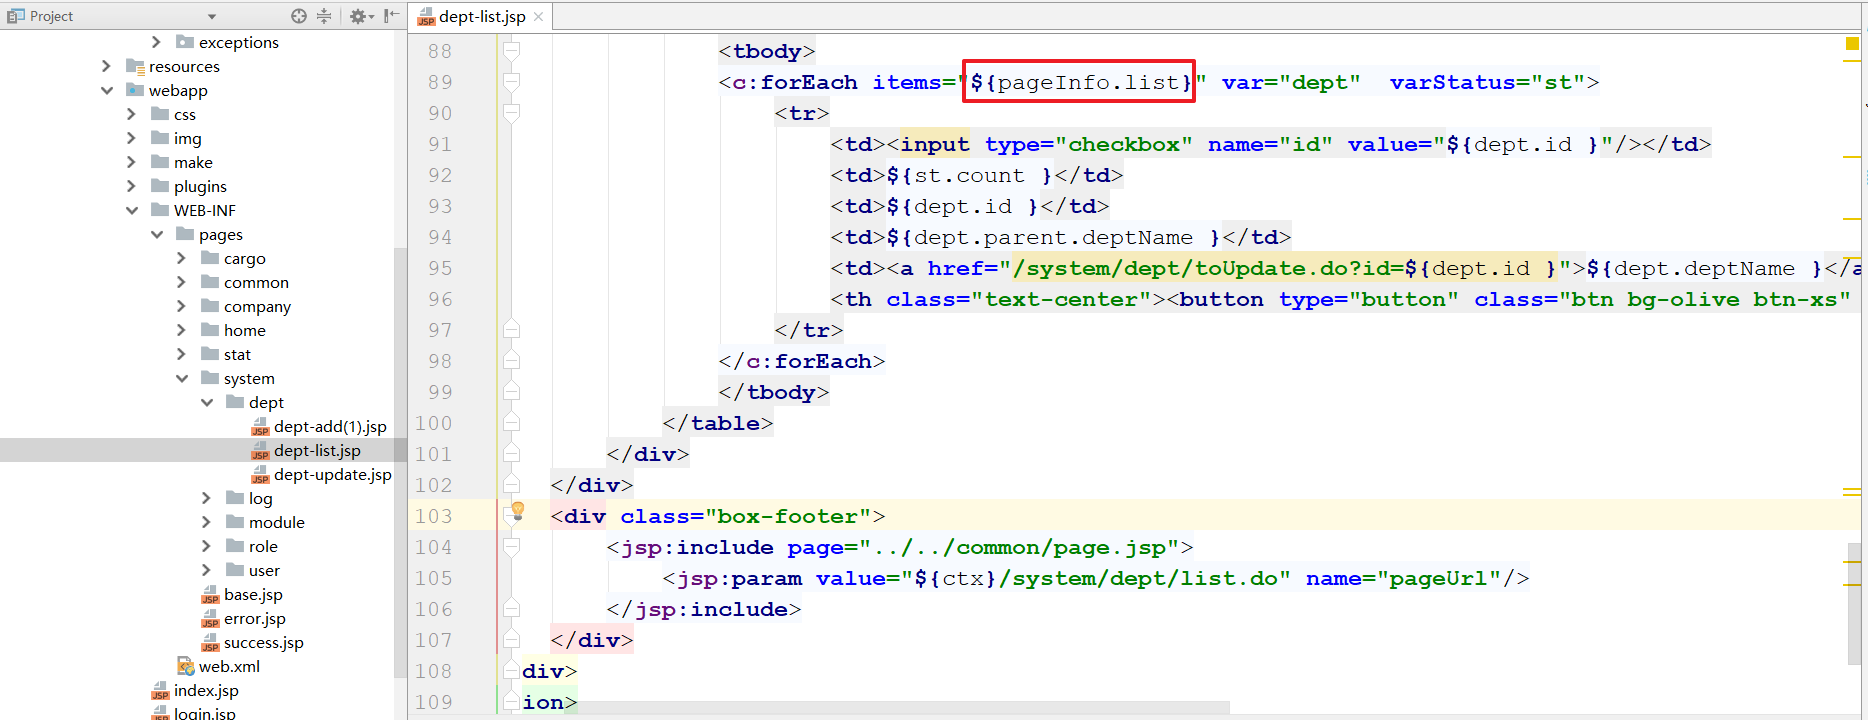 Project
dept-list.jsp
exceptions
resources
webapp
css
img
make
plugins
WEB-INF
pages
cargo
common
company
home
stat
system
dept
dept-add(1).jsp
dept-list.jsp
dept-update.jsp
log
module
role
user
base.jsp
error.jsp
success.jsp
web.xml
index.jsp
login.jsp
88 <tbody>
89 <c:forEach items="${pageInfo.list}" var="dept"  varStatus="st">
90 <tr>
91 <td><input type="checkbox" name="id" value="${dept.id }"/></td>
92 <td>${st.count }</td>
93 <td>${dept.id }</td>
94 <td>${dept.parent.deptName }</td>
95 <td><a href="/system/dept/toUpdate.do?id=${dept.id }">${dept.deptName }</a
96 <th class="text-center"><button type="button" class="btn bg-olive btn-xs"
97 </tr>
98 </c:forEach>
99 </tbody>
100 </table>
101 </div>
102 </div>
103 <div class="box-footer">
104 <jsp:include page="../../common/page.jsp">
105 <jsp:param value="${ctx}/system/dept/list.do" name="pageUrl"/>
106 </jsp:include>
107 </div>
108 div>
109 ion>